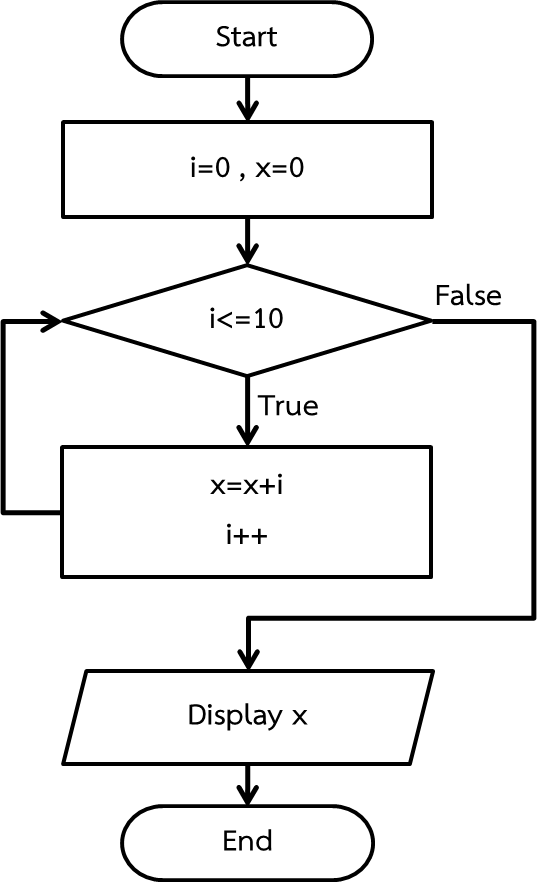 Start
i=0 , x=0
i<=10
False
True
x=x+i
i++
Display x
End